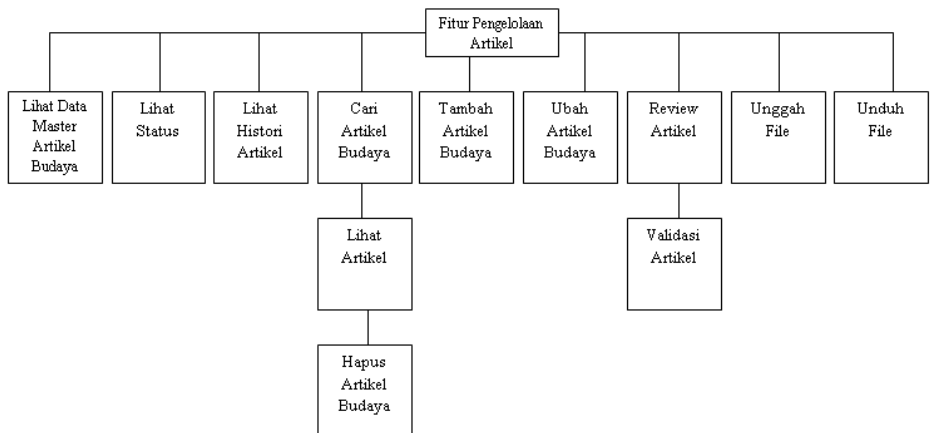 Fitur Pengelolaan
Artikel
Lihat Data
Master
Artikel
Budaya
Lihat
Status
Lihat
Histori
Artikel
Cari
Artikel
Budaya
Tambah
Artikel
Budaya
Ubah
Artikel
Budaya
Review
Artikel
Unggah
File
Unduh
File
Lihat
Artikel
Validasi
Artikel
Hapus
Artikel
Budaya